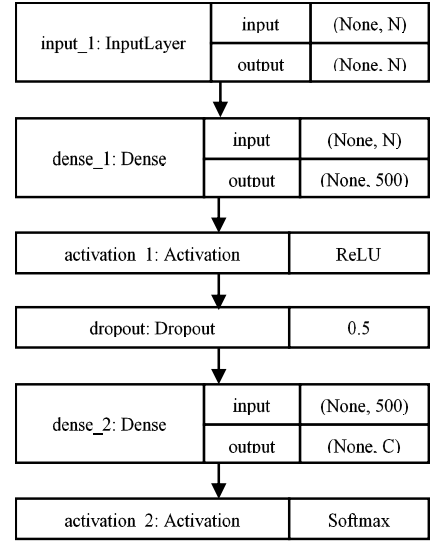 input_1: InputLayer
input (None, N)
output (None, N)
dense_1: Dense
input (None, N)
output (None, 500)
activation_1: Activation ReLU
dropout: Dropout 0.5
dense_2: Dense
input (None, 500)
output (None, C)
activation_2: Activation Softmax